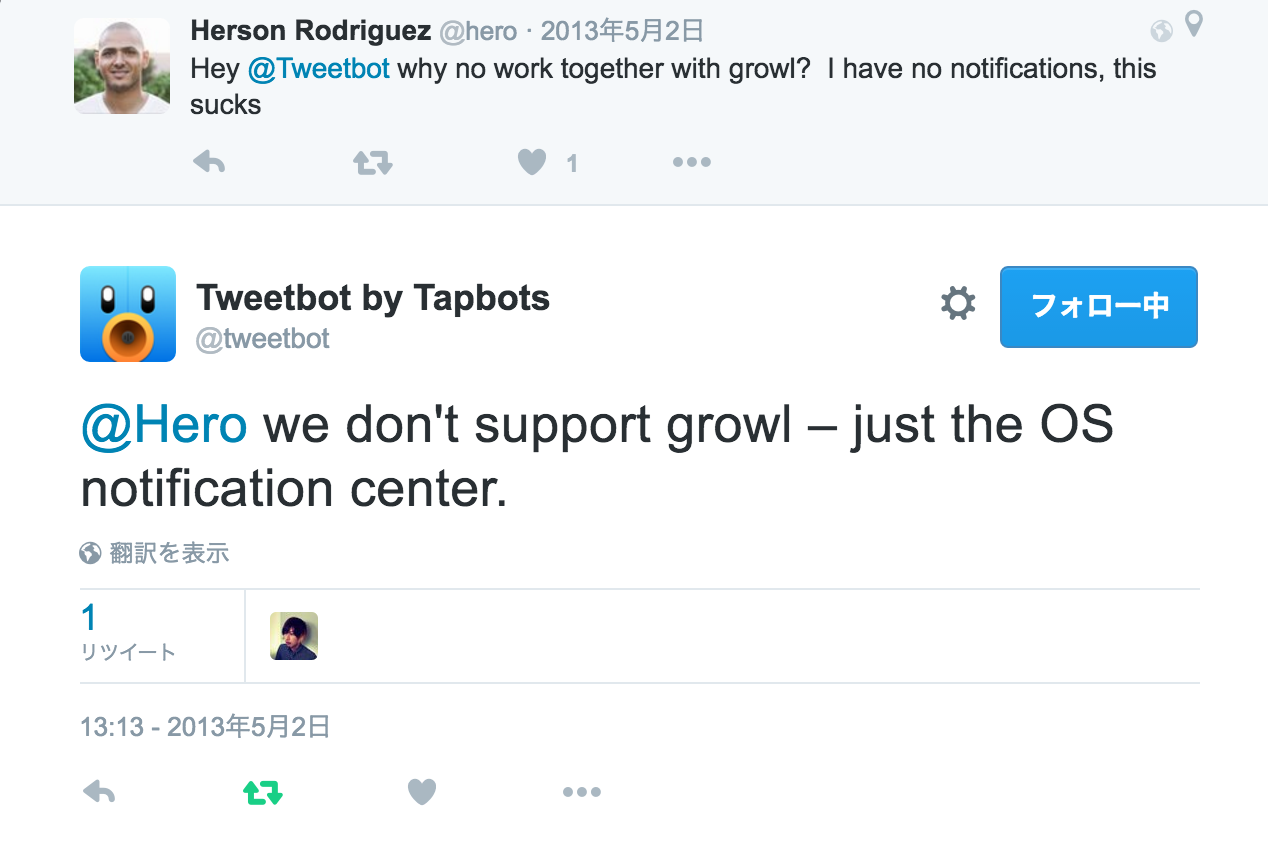 Herson Rodriguez @hero · 2013年5月2日
Hey @Tweetbot why no work together with growl?  I have no notifications, this
sucks
1
Tweetbot by Tapbots
@tweetbot
フォロー中
@Hero we don't support growl – just the OS
notification center.
翻訳を表示
1
リツイート
13:13 - 2013年5月2日